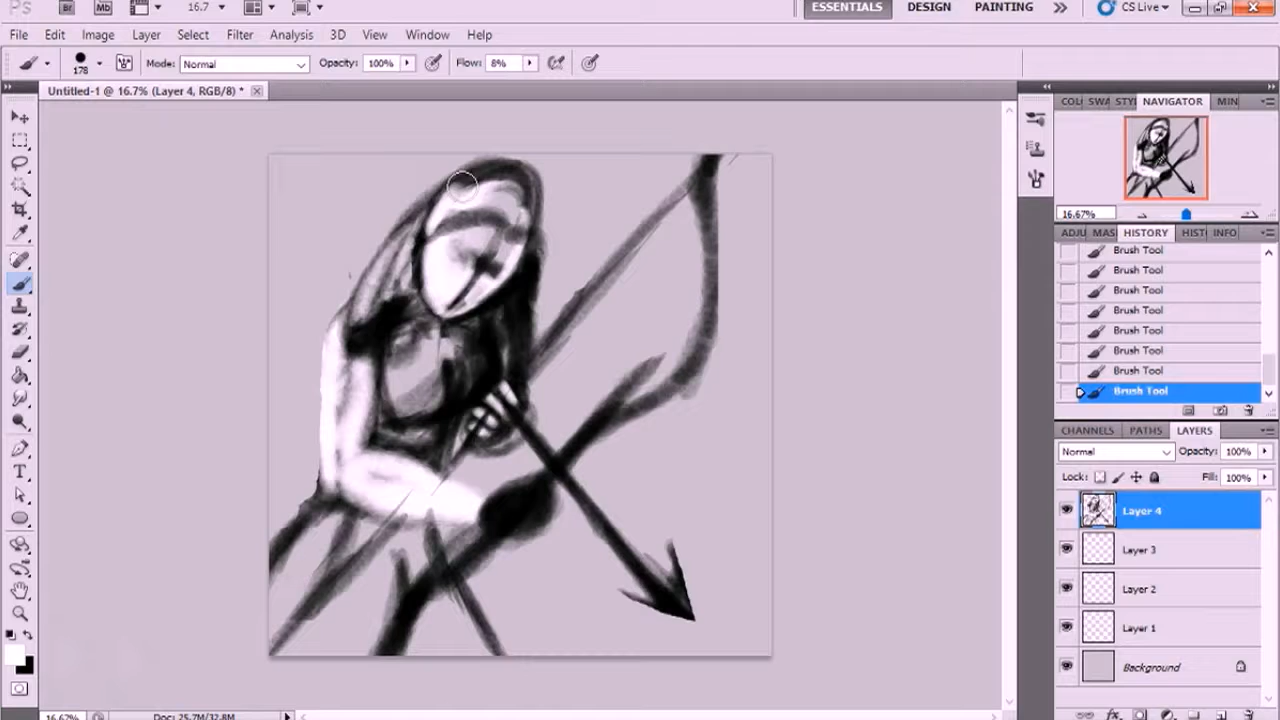 Ps Br Mb 16.7 ESSENTIALS DESIGN PAINTING CS Live
File Edit Image Layer Select Filter Analysis 3D View Window Help
178 Mode: Normal Opacity: 100% Flow: 8%
Untitled-1 @ 16.7% (Layer 4, RGB/8) *
COL SWA STYL NAVIGATOR MIN
16.67%
ADJU MAS HISTORY HIST INFO
Brush Tool
Brush Tool
Brush Tool
Brush Tool
Brush Tool
Brush Tool
Brush Tool
Brush Tool
CHANNELS PATHS LAYERS
Normal Opacity: 100%
Lock: Fill: 100%
Layer 4
Layer 3
Layer 2
Layer 1
Background
16.67% Doc: 25.7M/32.8M